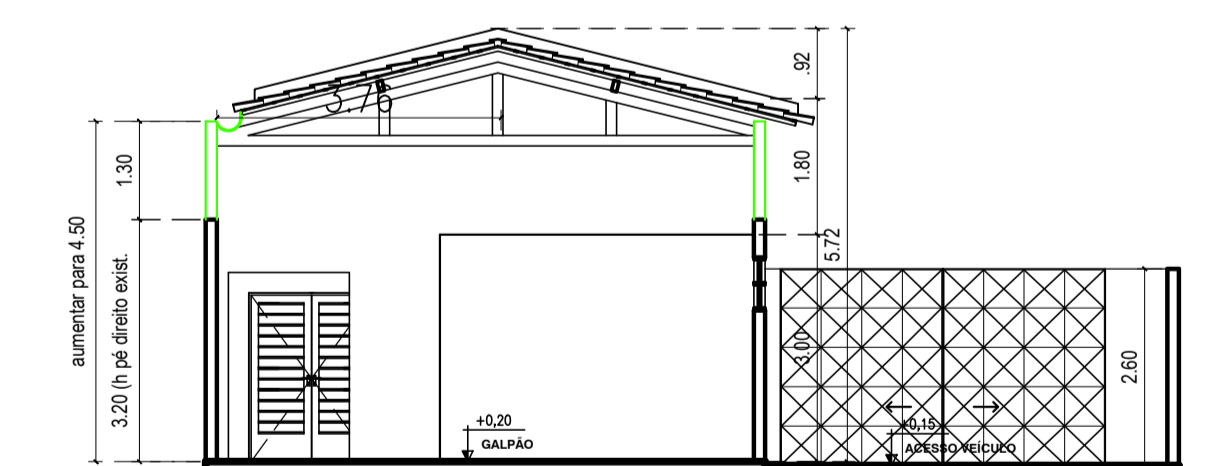 .92
3.76
1.30
1.80
aumentar para 4.50
3.20 (h pé direito exist.
5.72
3.00
2.60
+0,20
GALPÃO
+0,15
ACESSO VEÍCULO